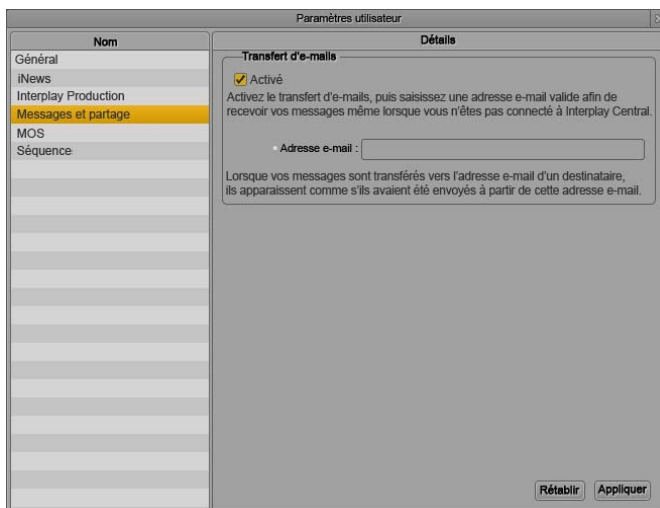 Paramètres utilisateur
Nom
Général
iNews
Interplay Production
Messages et partage
MOS
Séquence
Détails
Transfert d'e-mails
Activé
Activez le transfert d'e-mails, puis saisissez une adresse e-mail valide afin de
recevoir vos messages même lorsque vous n'êtes pas connecté à Interplay Central.
Adresse e-mail :
Lorsque vos messages sont transférés vers l'adresse e-mail d'un destinataire,
ils apparaissent comme s'ils avaient été envoyés à partir de cette adresse e-mail.
Rétablir Appliquer